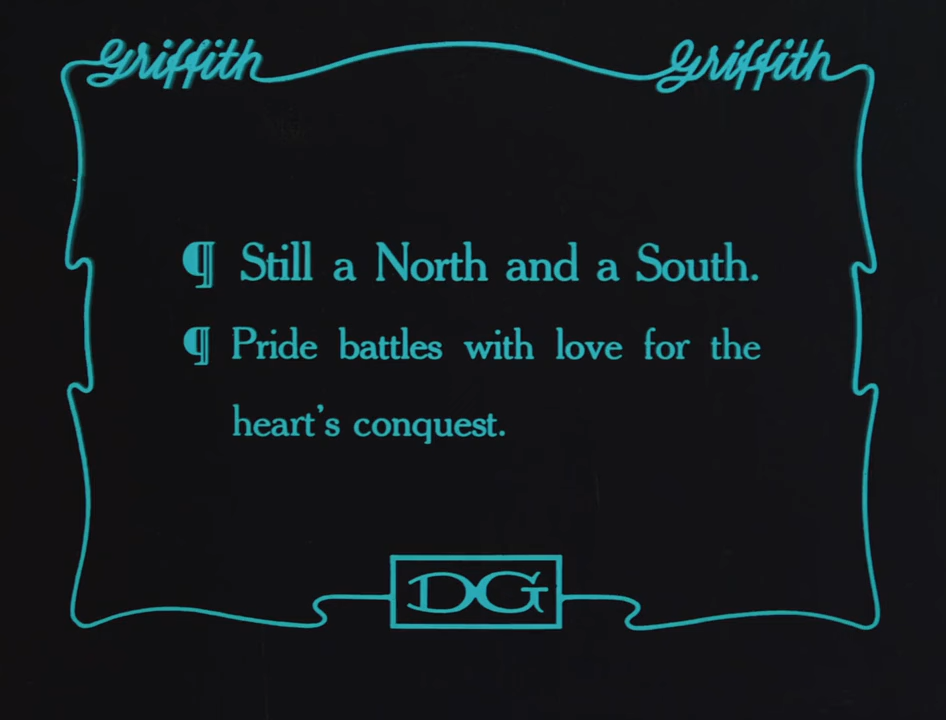 Griffith Griffith
¶ Still a North and a South.
¶ Pride battles with love for the
heart's conquest.
DG